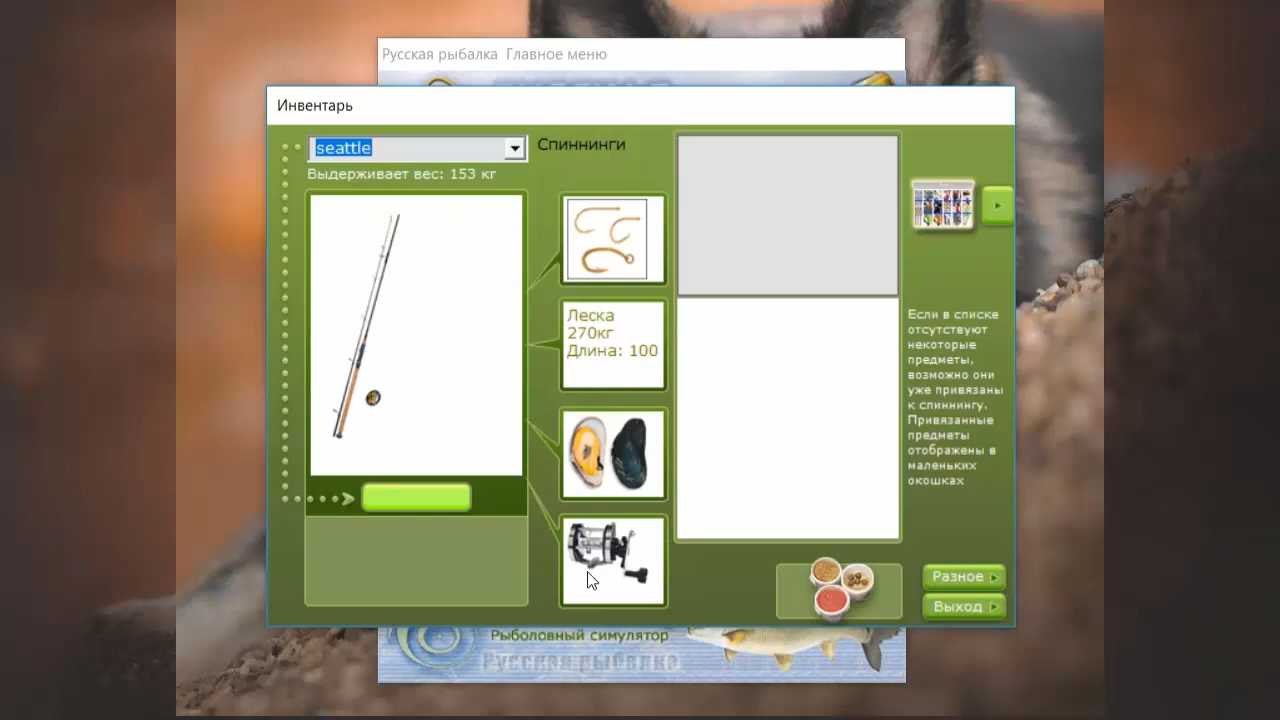 Русская рыбалка Главное меню
Инвентарь
seattle
Спиннинги
Выдерживает вес: 153 кг
Леска
270кг
Длина: 100
Если в списке
отсутствуют
некоторые
предметы,
возможно они
уже привязаны
к спиннингу.
Привязанные
предметы
отображены в
маленьких
окошках
Разное
Выход
Рыболовный симулятор
Русская рыбалка